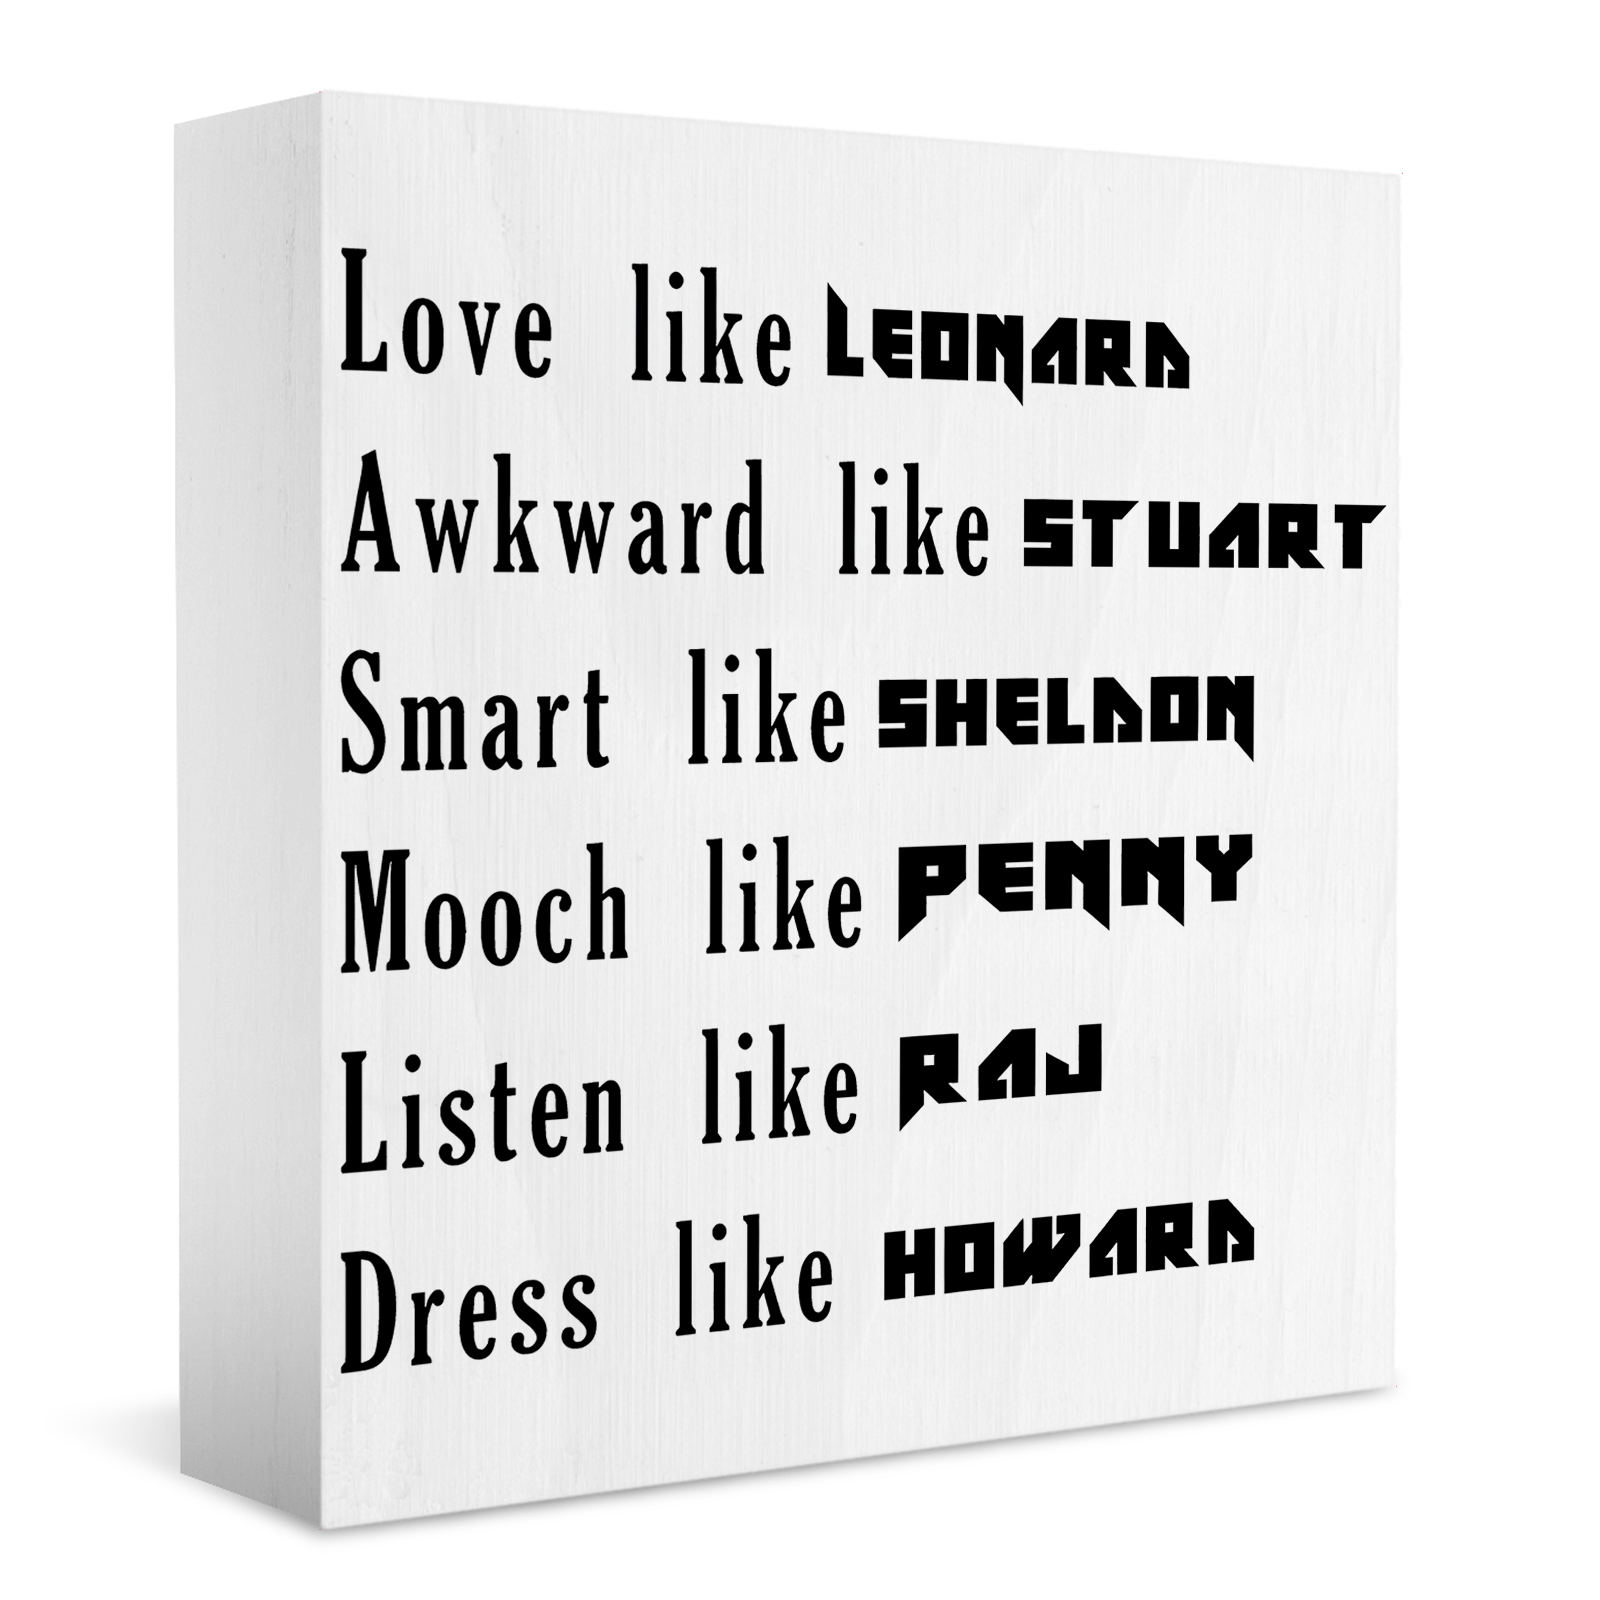 Love like LEONARD
Awkward like STUART
Smart like SHELDON
Mooch like PENNY
Listen like RAJ
Dress like HOWARD